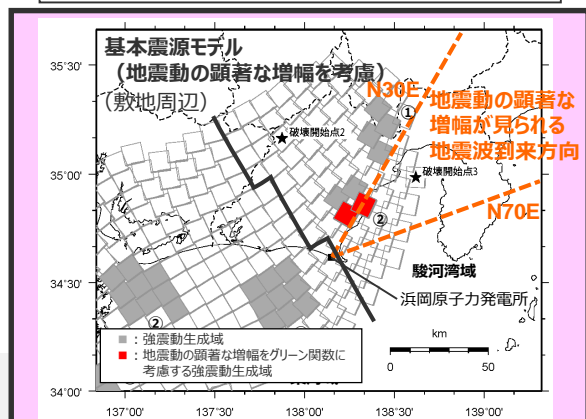 基本震源モデル
（地震動の顕著な増幅を考慮）
（敷地周辺）
N30E
地震動の顕著な
増幅が見られる
地震波到来方向
①
破壊開始点2
破壊開始点3
N70E
②
駿河湾域
浜岡原子力発電所
②
km
0 50
：強震動生成域
：地震動の顕著な増幅をグリーン関数に
考慮する強震動生成域
35°30'
35°00'
34°30'
34°00'
137°00' 137°30' 138°00' 138°30' 139°00'